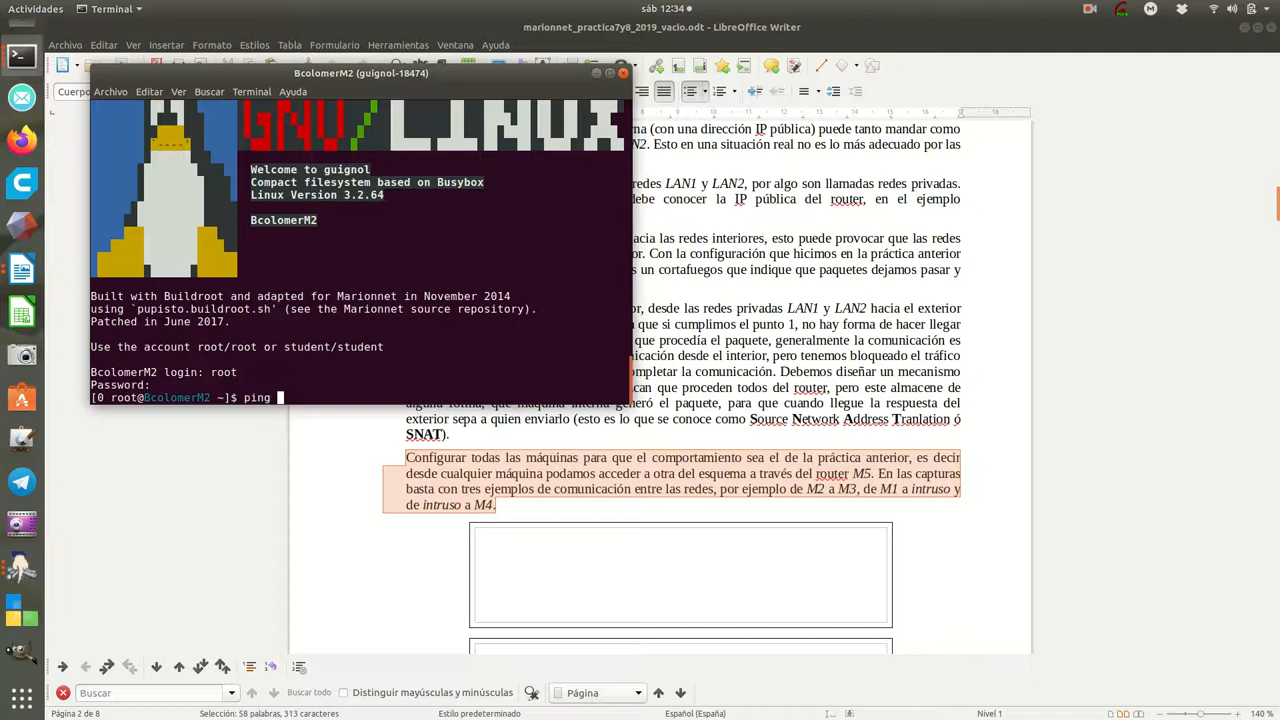 Actividades
Terminal
sáb 12:34
marionnet_practica7y8_2019_vacio.odt - LibreOffice Writer
Archivo Editar Ver Insertar Formato Estilos Tabla Formulario Herramientas Ventana Ayuda
Cuerpo
BcolomerM2 (guignol-18474)
Archivo Editar Ver Buscar Terminal Ayuda
GNU/LINUX
Welcome to guignol
Compact filesystem based on Busybox
Linux Version 3.2.64
BcolomerM2
Built with Buildroot and adapted for Marionnet in November 2014
using `pupisto.buildroot.sh' (see the Marionnet source repository).
Patched in June 2017.
Use the account root/root or student/student
BcolomerM2 login: root
Password:
[0 root@BcolomerM2 ~]$ ping
(con una dirección IP pública) puede tanto mandar como
Esto en una situación real no es lo más adecuado por las
redes LAN1 y LAN2, por algo son llamadas redes privadas.
conocer la IP pública del router, en el ejemplo
hacia las redes interiores, esto puede provocar que las redes
Con la configuración que hicimos en la práctica anterior
un cortafuegos que indique que paquetes dejamos pasar y
desde las redes privadas LAN1 y LAN2 hacia el exterior
que si cumplimos el punto 1, no hay forma de hacer llegar
que procedía el paquete, generalmente la comunicación es
desde el interior, pero tenemos bloqueado el tráfico
completar la comunicación. Debemos diseñar un mecanismo
que proceden todos del router, pero este almacene de
alguna forma, que máquina interna generó el paquete, para que cuando llegue la respuesta del
exterior sepa a quien enviarlo (esto es lo que se conoce como Source Network Address Tranlation ó
SNAT).
Configurar todas las máquinas para que el comportamiento sea el de la práctica anterior, es decir
desde cualquier máquina podamos acceder a otra del esquema a través del router M5. En las capturas
basta con tres ejemplos de comunicación entre las redes, por ejemplo de M2 a M3, de M1 a intruso y
de intruso a M4.
Buscar
Buscar todo
Distinguir mayúsculas y minúsculas
Página
Página 2 de 8
Selección: 58 palabras, 313 caracteres
Estilo predeterminado
Español (España)
Nivel 1
140 %